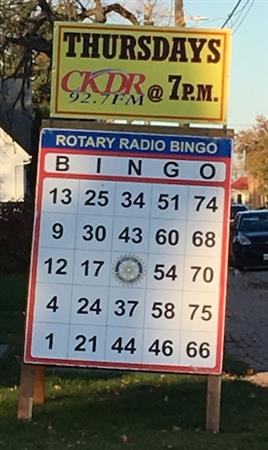 THURSDAYS
CKDR @ 7P.M.
92.7FM
ROTARY RADIO BINGO
B I N G O
13 25 34 51 74
9 30 43 60 68
12 17 54 70
4 24 37 58 75
1 21 44 46 66